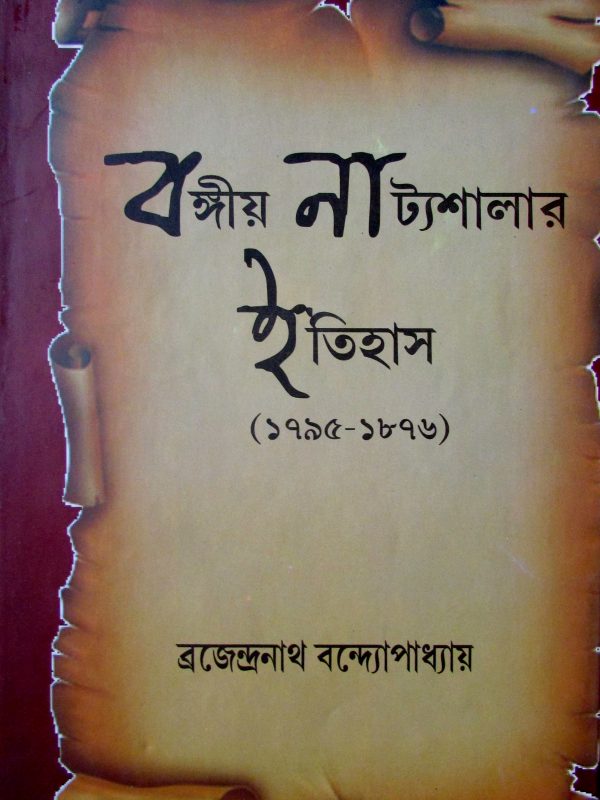 বঙ্গীয় নাট্যশালার
ইতিহাস
(১৭৯৫-১৮৭৬)
ব্রজেন্দ্রনাথ বন্দ্যোপাধ্যায়